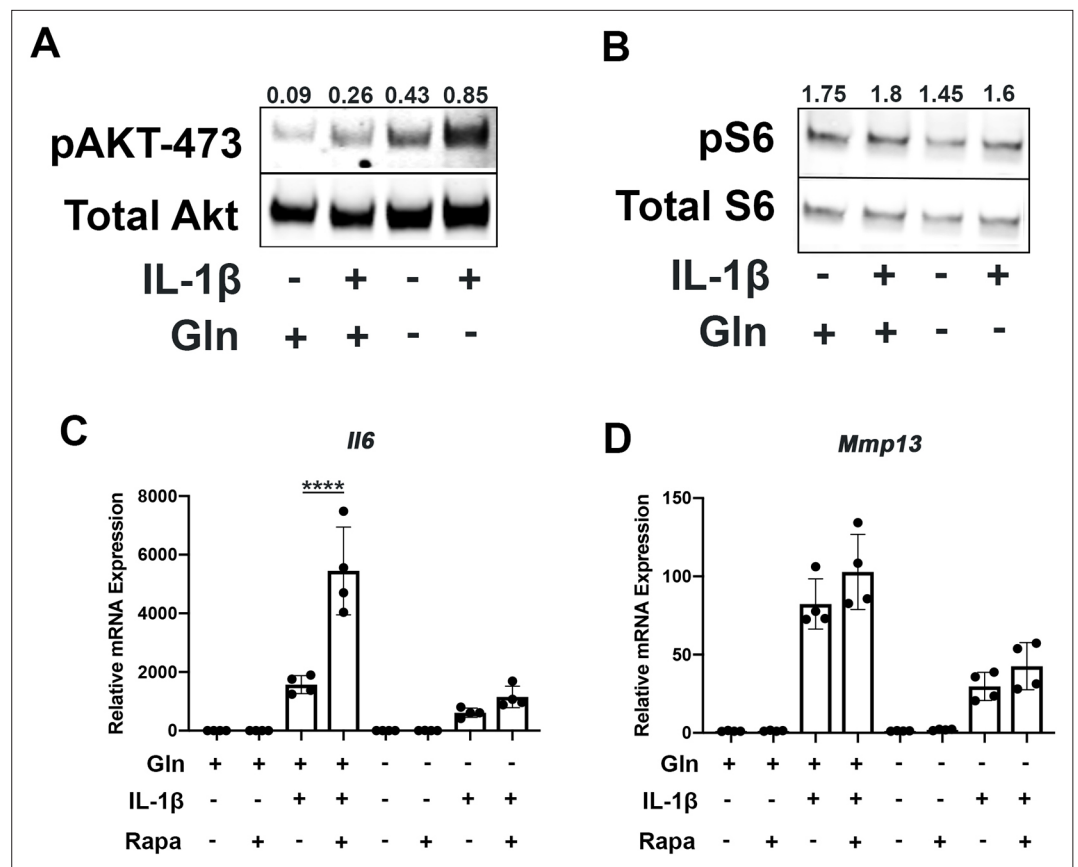 A
0.09 0.26 0.43 0.85
pAKT-473
Total Akt
IL-1β - + - +
Gln + + - -
B
1.75 1.8 1.45 1.6
pS6
Total S6
IL-1β - + - +
Gln + + - -
C
Il6
****
Relative mRNA Expression
8000
6000
4000
2000
0
Gln + + + + - - - -
IL-1β - - + + - - + +
Rapa - + - + - + - +
D
Mmp13
Relative mRNA Expression
150
100
50
0
Gln + + + + - - - -
IL-1β - - + + - - + +
Rapa - + - + - + - +